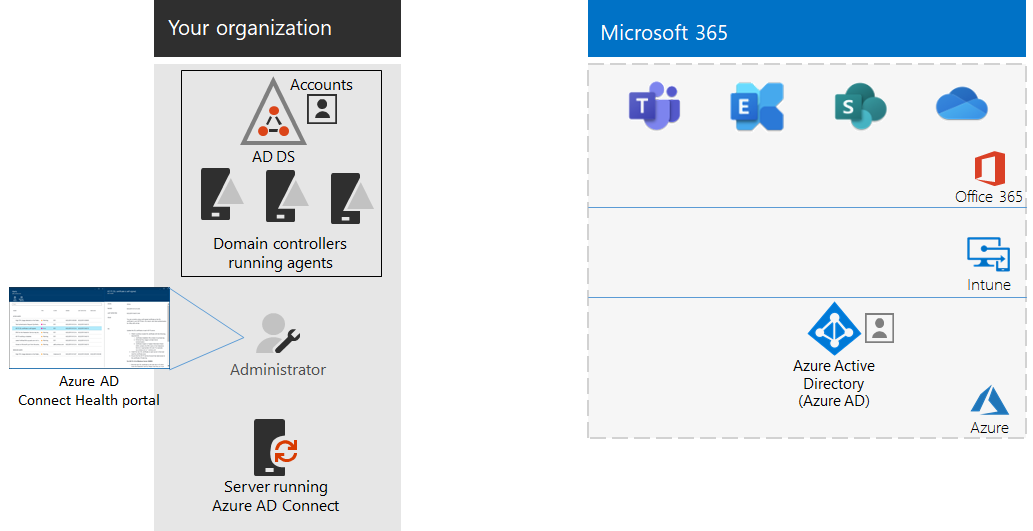 Your organization
Microsoft 365
Accounts
AD DS
Domain controllers
running agents
Azure AD
Connect Health portal
Administrator
Server running
Azure AD Connect
T
E
S
Office 365
Intune
Azure Active
Directory
(Azure AD)
Azure